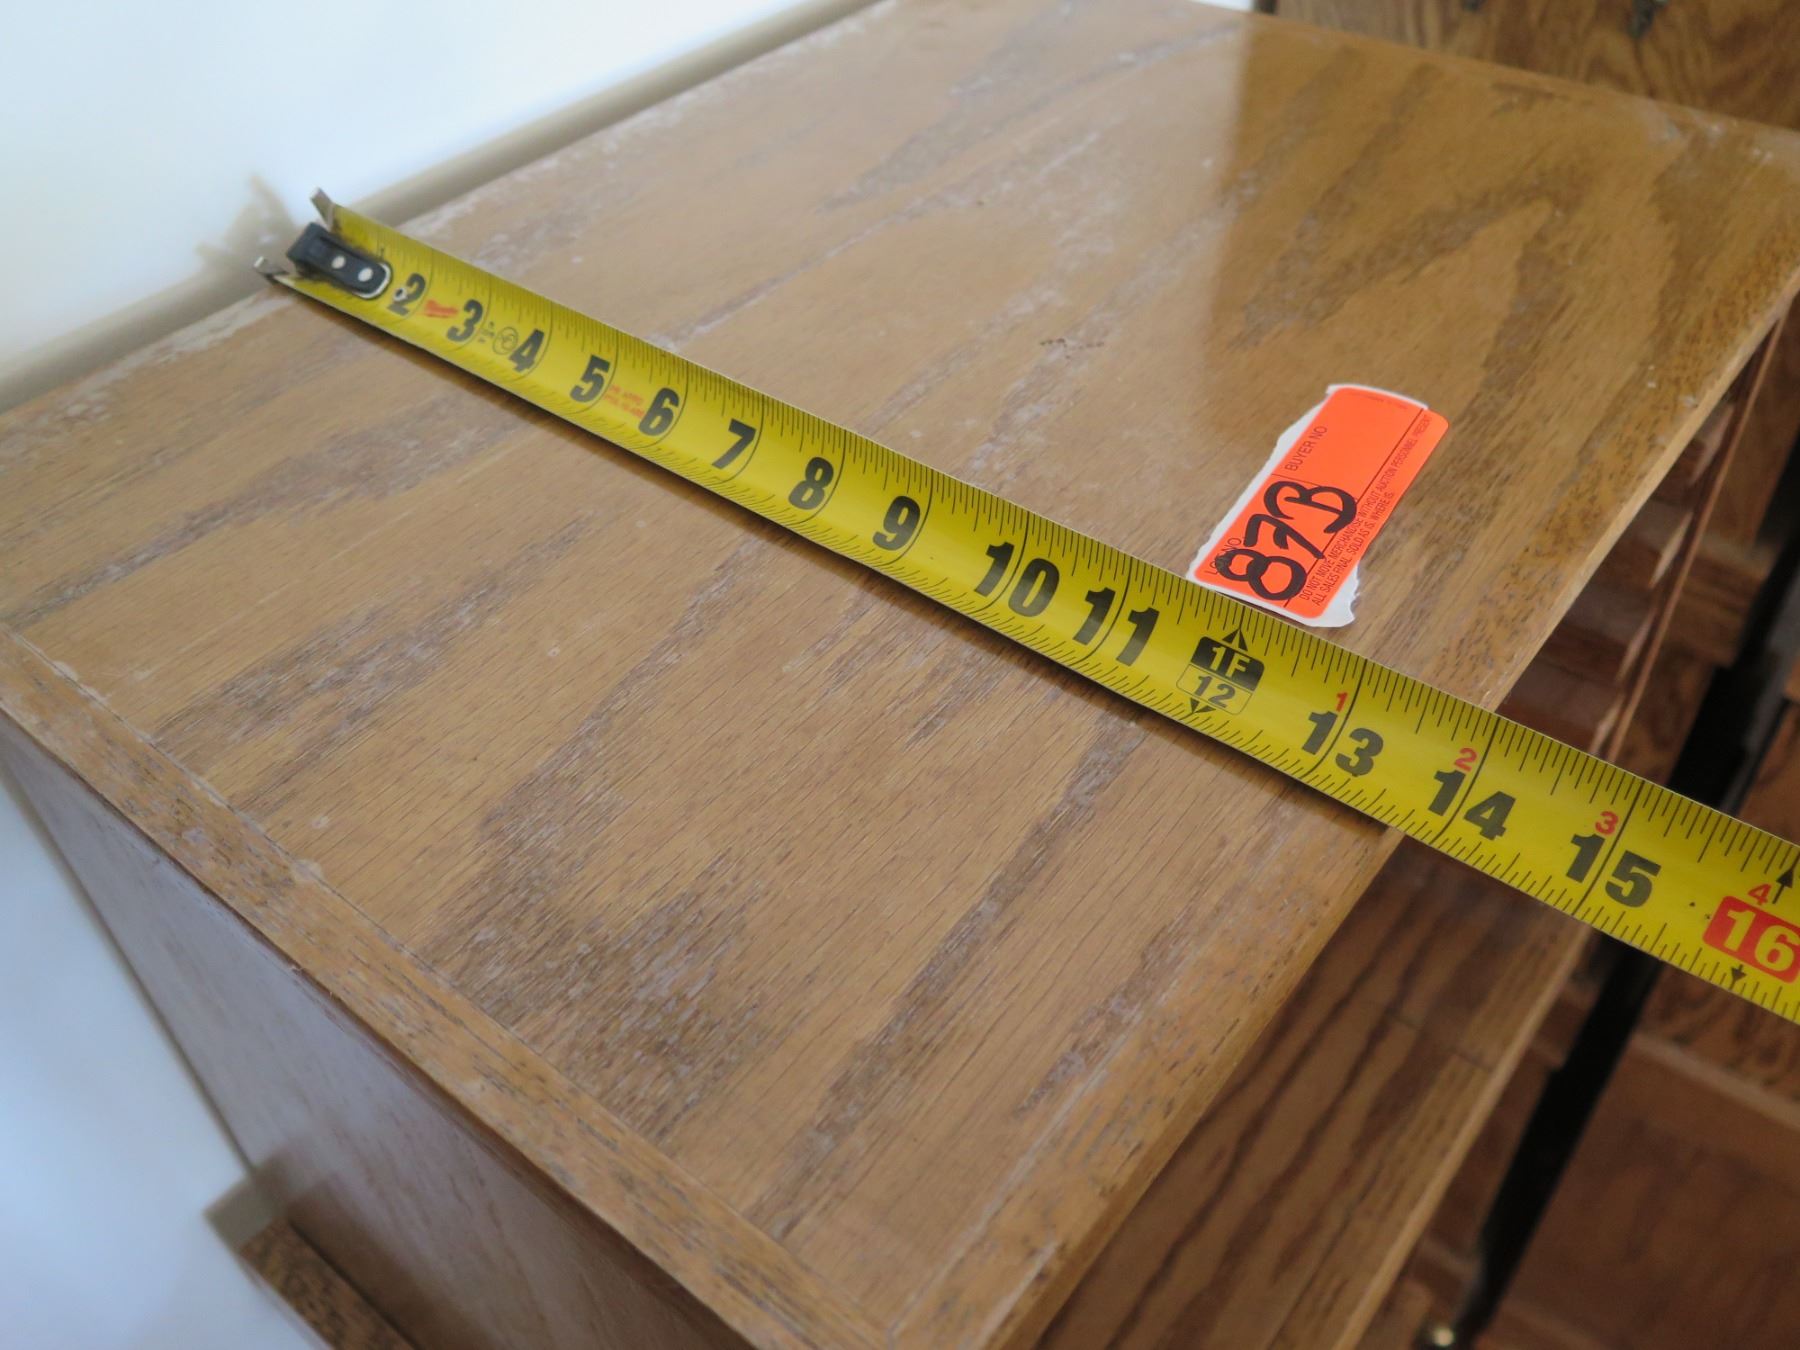 2 3 4 5 6 7 8 9 10 11 1F 12 1 13 2 14 3 15 4 16
LOT NO
87B
BUYER NO
DO NOT MOVE MERCHANDISE WITHOUT AUCTION PERSONNEL PRESENT
ALL SALES FINAL. SOLD AS IS, WHERE IS.